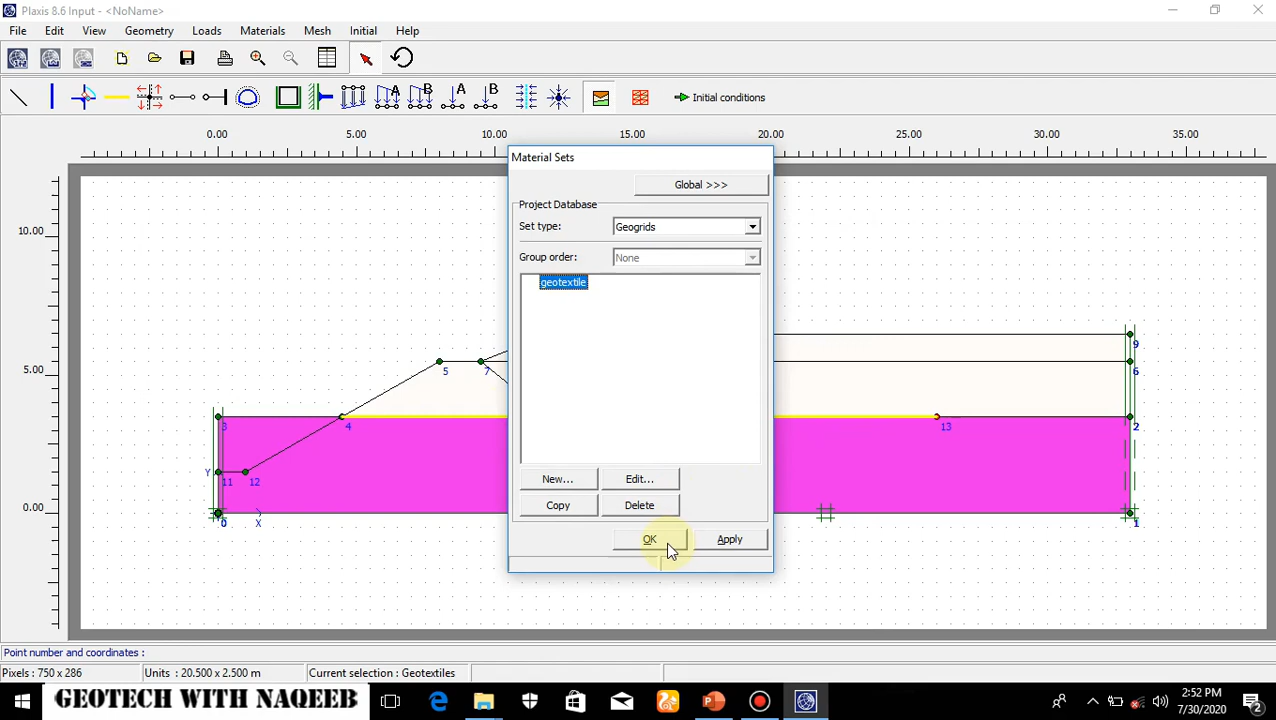 Plaxis 8.6 Input - <NoName>
File Edit View Geometry Loads Materials Mesh Initial Help
A B A B Initial conditions
0.00 5.00 10.00 15.00 20.00 25.00 30.00 35.00
10.00
5.00
0.00
Material Sets
Global >>>
Project Database
Set type: Geogrids
Group order: None
geotextile
New... Edit...
Copy Delete
OK Apply
9
5 7 6
3 4 13 2
Y
11 12
0 X 1
Point number and coordinates :
Pixels : 750 x 286 Units : 20.500 x 2.500 m Current selection : Geotextiles
GEOTECH WITH NAQEEB
2:52 PM
7/30/2020
2